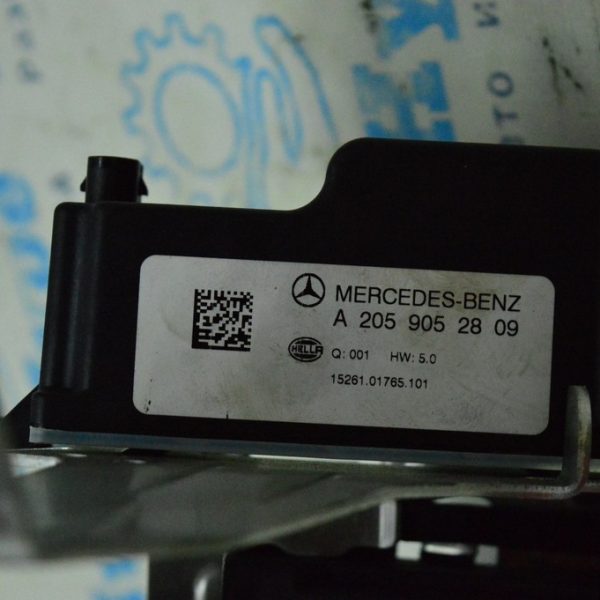 MERCEDES-BENZ
A 205 905 28 09
HELLA
Q: 001 HW: 5.0
15261.01765.101